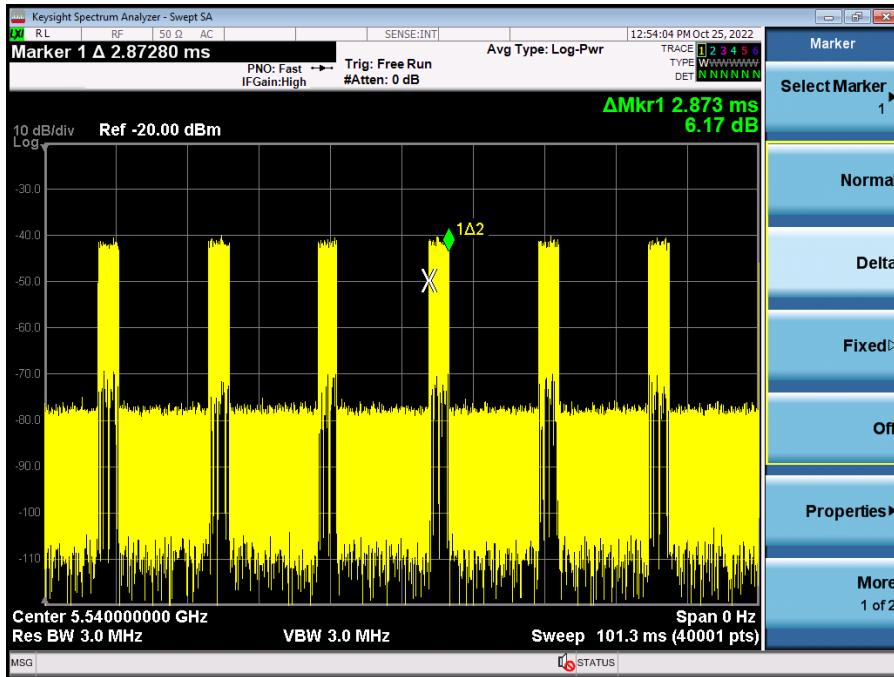 Keysight Spectrum Analyzer - Swept SA
LXI RL RF 50 Ω AC SENSE:INT 12:54:04 PM Oct 25, 2022
Marker 1 Δ 2.87280 ms
PNO: Fast
IFGain:High
Trig: Free Run
#Atten: 0 dB
Avg Type: Log-Pwr
TRACE 1 2 3 4 5 6
TYPE WWWWWWW
DET N N N N N N
ΔMkr1 2.873 ms
6.17 dB
10 dB/div Ref -20.00 dBm
Log
-30.0
-40.0
-50.0
-60.0
-70.0
-80.0
-90.0
-100
-110
1Δ2
X
Center 5.540000000 GHz Span 0 Hz
Res BW 3.0 MHz VBW 3.0 MHz Sweep 101.3 ms (40001 pts)
MSG STATUS
Marker
Select Marker
1
Normal
Delta
Fixed
Off
Properties
More
1 of 2